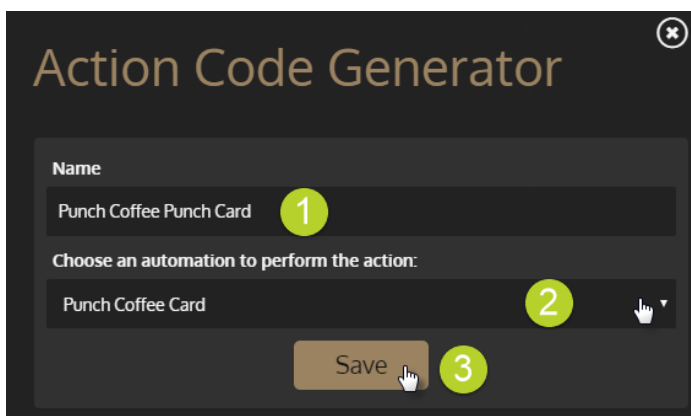 Action Code Generator
Name
Punch Coffee Punch Card 1
Choose an automation to perform the action:
Punch Coffee Card 2
Save 3